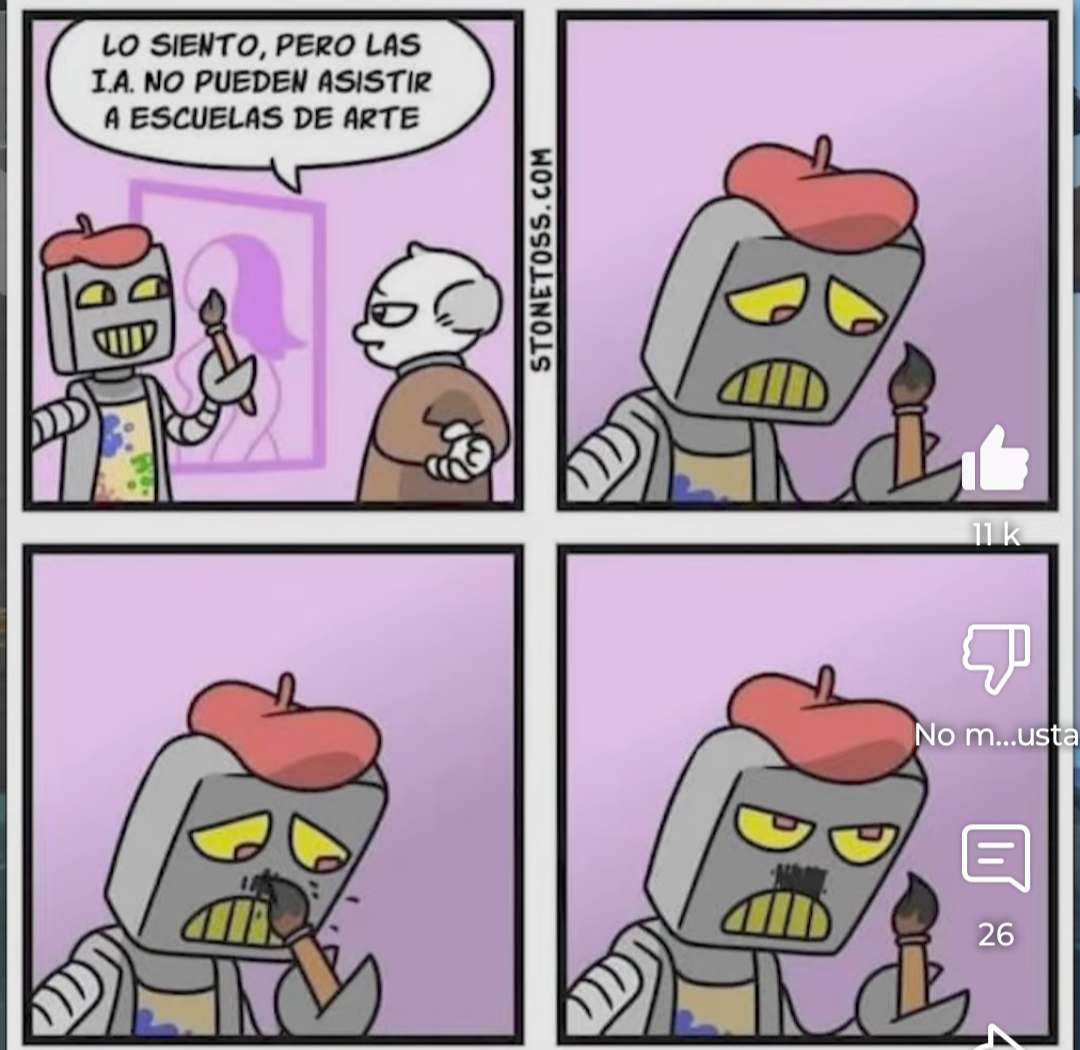 LO SIENTO, PERO LAS
I.A. NO PUEDEN ASISTIR
A ESCUELAS DE ARTE
STONETOSS.COM
11 k
No m...usta
26